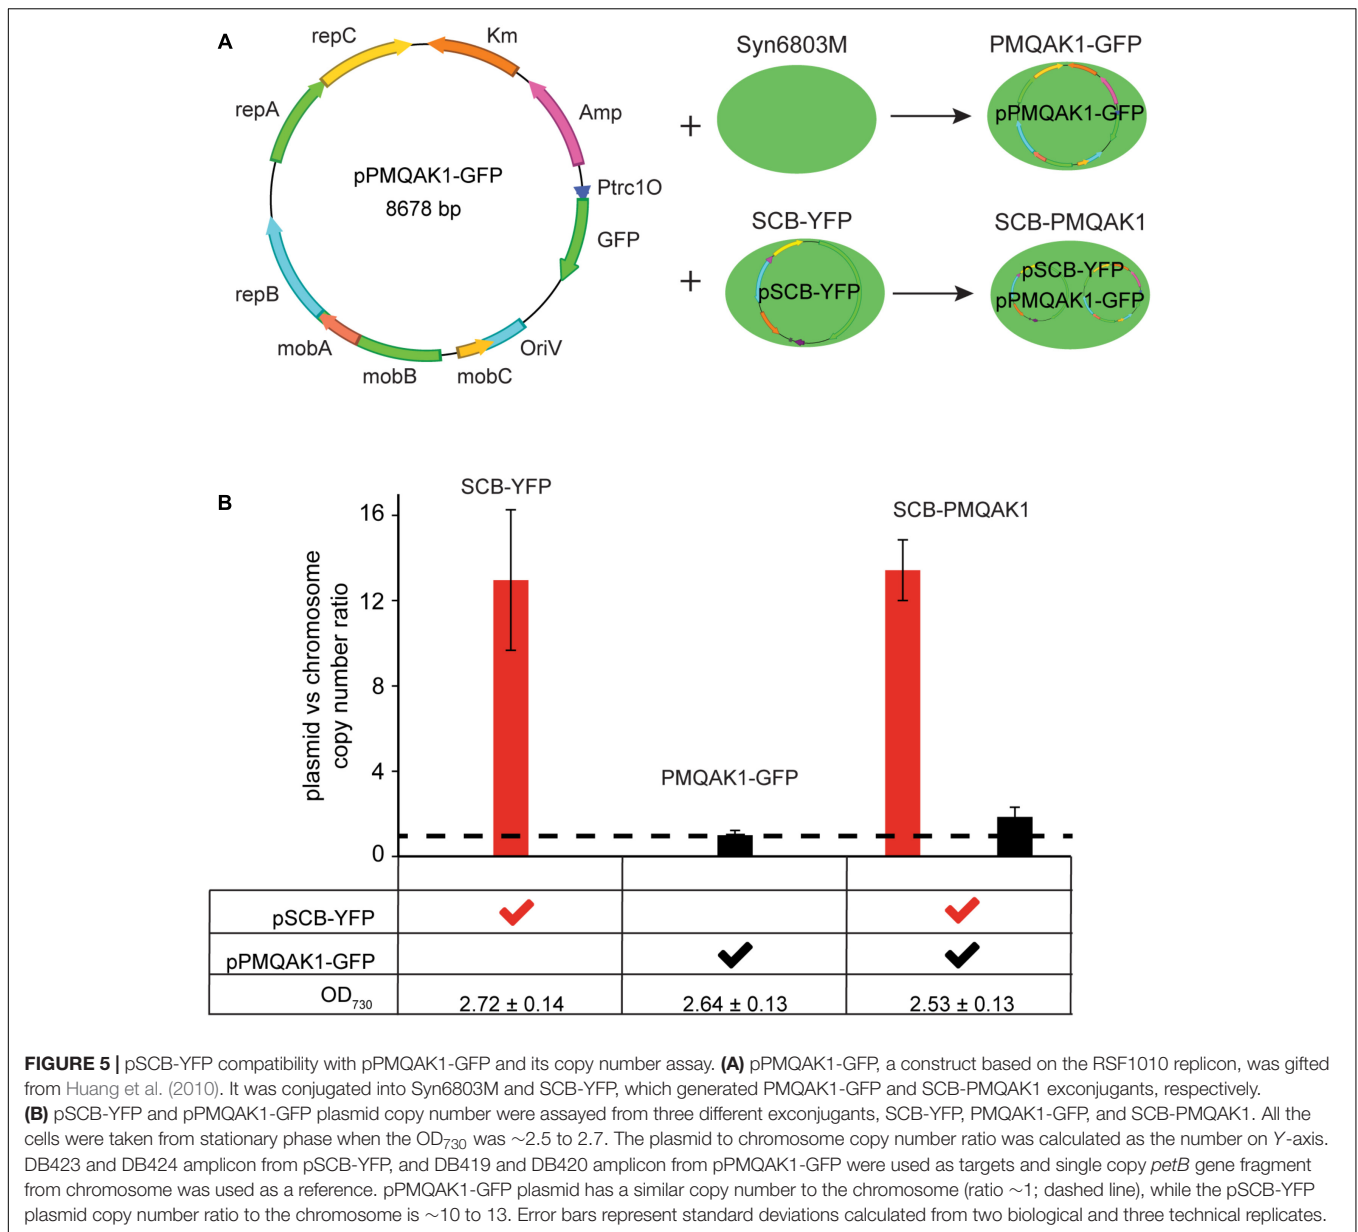 A
repC
Km
repA
Amp
pPMQAK1-GFP
8678 bp
Ptrc1O
GFP
repB
OriV
mobA
mobB
mobC
+
Syn6803M
PMQAK1-GFP
pPMQAK1-GFP
+
SCB-YFP
pSCB-YFP
SCB-PMQAK1
pSCB-YFP
pPMQAK1-GFP
B
plasmid vs chromosome
copy number ratio
16
12
8
4
0
SCB-YFP
PMQAK1-GFP
SCB-PMQAK1
pSCB-YFP
pPMQAK1-GFP
OD730 2.72 ± 0.14 2.64 ± 0.13 2.53 ± 0.13
FIGURE 5 | pSCB-YFP compatibility with pPMQAK1-GFP and its copy number assay. (A) pPMQAK1-GFP, a construct based on the RSF1010 replicon, was gifted
from Huang et al. (2010). It was conjugated into Syn6803M and SCB-YFP, which generated PMQAK1-GFP and SCB-PMQAK1 exconjugants, respectively.
(B) pSCB-YFP and pPMQAK1-GFP plasmid copy number were assayed from three different exconjugants, SCB-YFP, PMQAK1-GFP, and SCB-PMQAK1. All the
cells were taken from stationary phase when the OD730 was ~2.5 to 2.7. The plasmid to chromosome copy number ratio was calculated as the number on Y-axis.
DB423 and DB424 amplicon from pSCB-YFP, and DB419 and DB420 amplicon from pPMQAK1-GFP were used as targets and single copy petB gene fragment
from chromosome was used as a reference. pPMQAK1-GFP plasmid has a similar copy number to the chromosome (ratio ~1; dashed line), while the pSCB-YFP
plasmid copy number ratio to the chromosome is ~10 to 13. Error bars represent standard deviations calculated from two biological and three technical replicates.